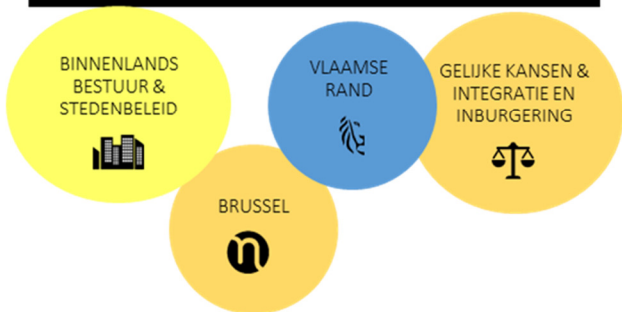 BINNENLANDS
BESTUUR &
STEDENBELEID
VLAAMSE
RAND
GELIJKE KANSEN &
INTEGRATIE EN
INBURGERING
BRUSSEL
n